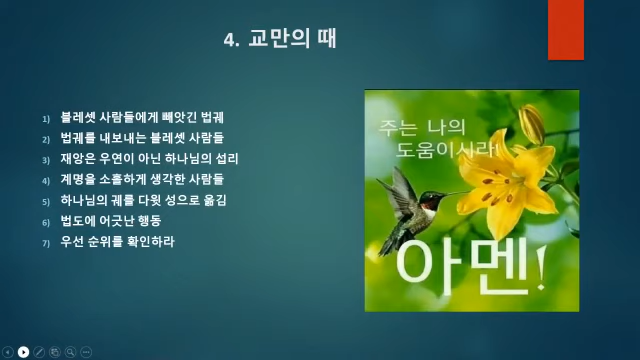 4. 교만의 때
1) 블레셋 사람들에게 빼앗긴 법궤
2) 법궤를 내보내는 블레셋 사람들
3) 재앙은 우연이 아닌 하나님의 섭리
4) 계명을 소홀하게 생각한 사람들
5) 하나님의 궤를 다윗 성으로 옮김
6) 법도에 어긋난 행동
7) 우선 순위를 확인하라
주는 나의
도움이시라!
아멘!